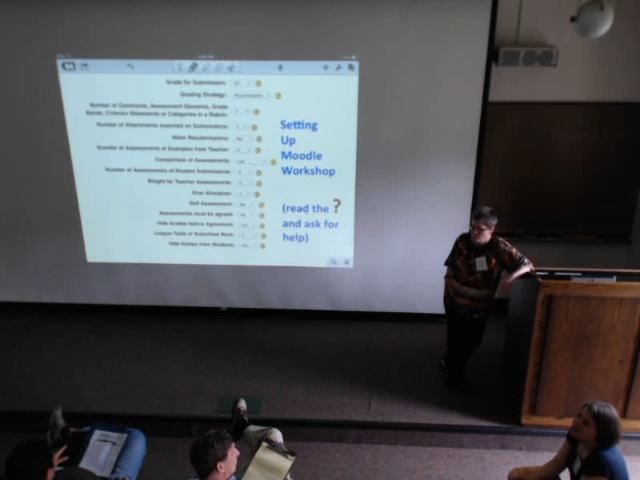 Grade for Submission:
Grading Strategy: Accumulative
Number of Comments, Assessment Elements, Grade
Bands, Criterion Statements or Categories in a Rubric:
Number of Attachments expected on Submissions:
Allow Resubmissions:
Number of Assessments of Examples from Teacher:
Comparison of Assessments:
Number of Assessments of Student Submissions:
Weight for Teacher Assessments:
Over Allocation:
Self Assessment:
Assessments must be agreed:
Hide Grades before Agreement:
League Table of Submitted Work:
Hide Names from Students:
Setting
Up
Moodle
Workshop
(read the ?
and ask for
help)